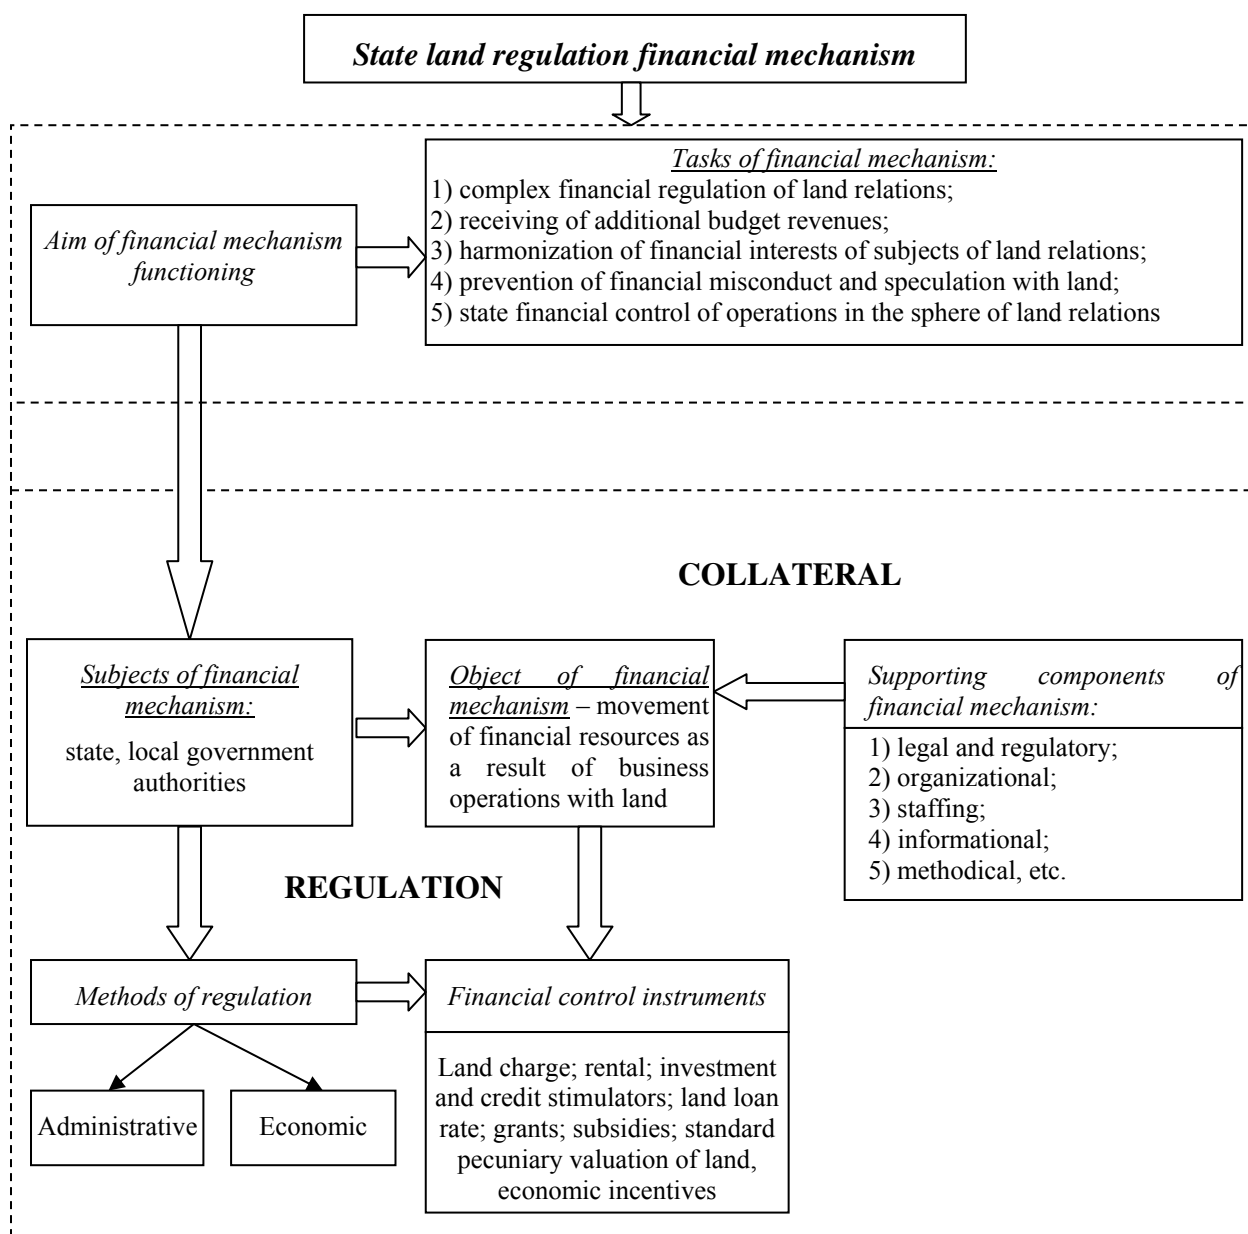 State land regulation financial mechanism
Aim of financial mechanism
functioning
Tasks of financial mechanism:
1) complex financial regulation of land relations;
2) receiving of additional budget revenues;
3) harmonization of financial interests of subjects of land relations;
4) prevention of financial misconduct and speculation with land;
5) state financial control of operations in the sphere of land relations
COLLATERAL
Subjects of financial
mechanism:
state, local government
authorities
Object of financial
mechanism – movement
of financial resources as
a result of business
operations with land
Supporting components of
financial mechanism:
1) legal and regulatory;
2) organizational;
3) staffing;
4) informational;
5) methodical, etc.
REGULATION
Methods of regulation
Administrative
Economic
Financial control instruments
Land charge; rental; investment
and credit stimulators; land loan
rate; grants; subsidies; standard
pecuniary valuation of land,
economic incentives